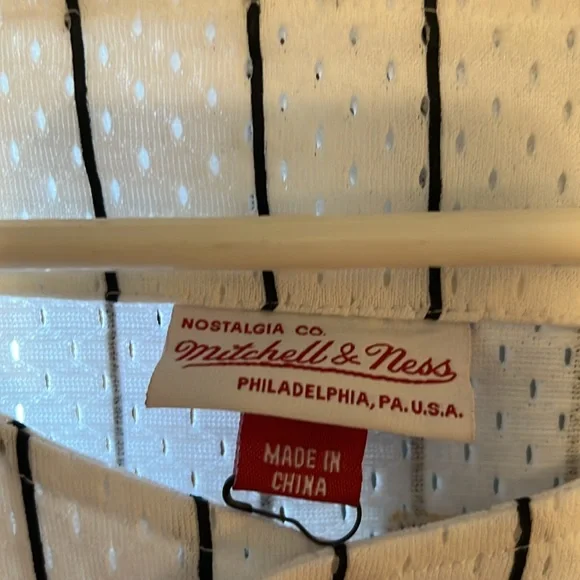 NOSTALGIA CO.
Mitchell & Ness
PHILADELPHIA, PA. U.S.A.
MADE IN
CHINA